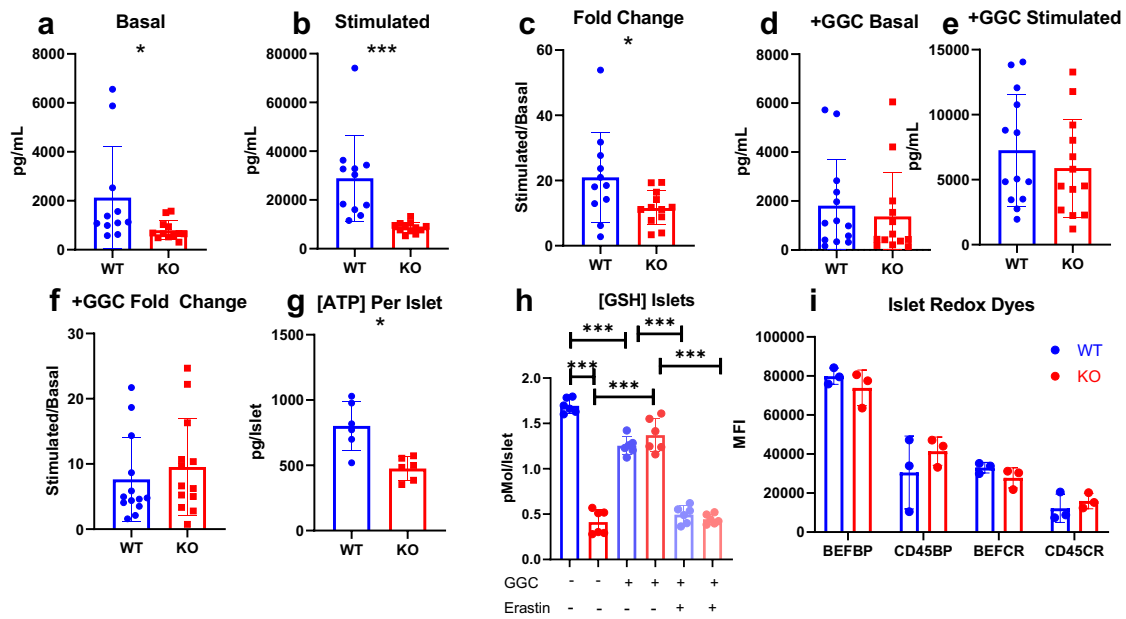 a
Basal
*
8000
6000
4000
2000
0
pg/mL
WT
KO
b
Stimulated
***
80000
60000
40000
20000
0
pg/mL
WT
KO
c
Fold Change
*
60
40
20
0
Stimulated/Basal
WT
KO
d
+GGC Basal
8000
6000
4000
2000
0
pg/mL
WT
KO
e
+GGC Stimulated
15000
10000
5000
0
pg/mL
WT
KO
f
+GGC Fold Change
30
20
10
0
Stimulated/Basal
WT
KO
g
[ATP] Per Islet
*
1500
1000
500
0
pg/Islet
WT
KO
h
[GSH] Islets
*** ***
*** ***
***
2.0
1.5
1.0
0.5
0.0
pMol/Islet
GGC - - + + + +
Erastin - - - - + +
i
Islet Redox Dyes
WT
KO
100000
80000
60000
40000
20000
0
MFI
BEFBP CD45BP BEFCR CD45CR